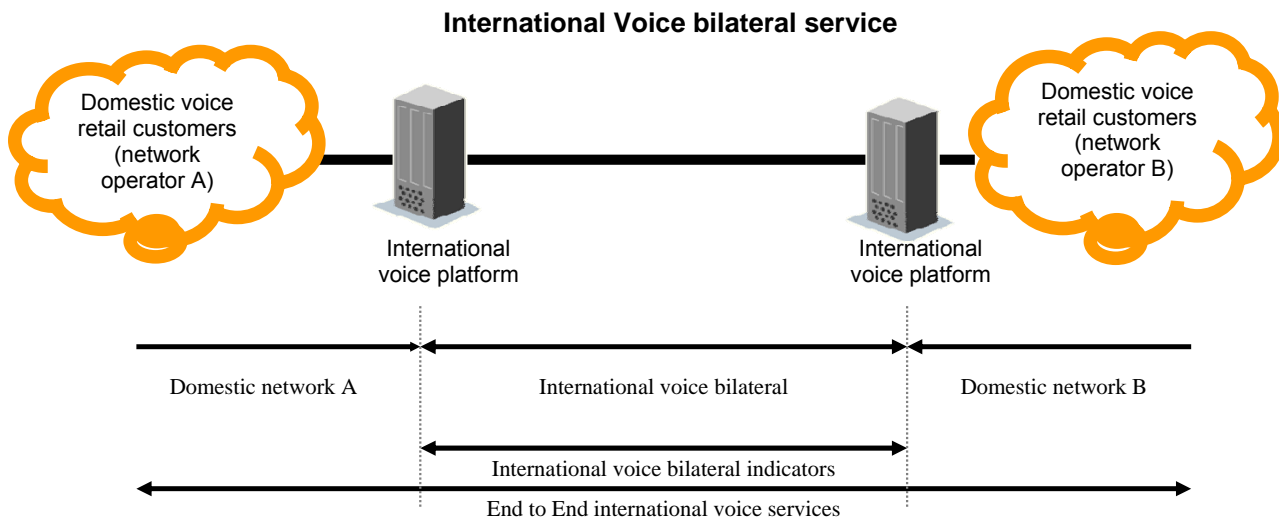 International Voice bilateral service
Domestic voice
retail customers
(network
operator A)
Domestic voice
retail customers
(network
operator B)
International
voice platform
International
voice platform
Domestic network A
International voice bilateral
Domestic network B
International voice bilateral indicators
End to End international voice services